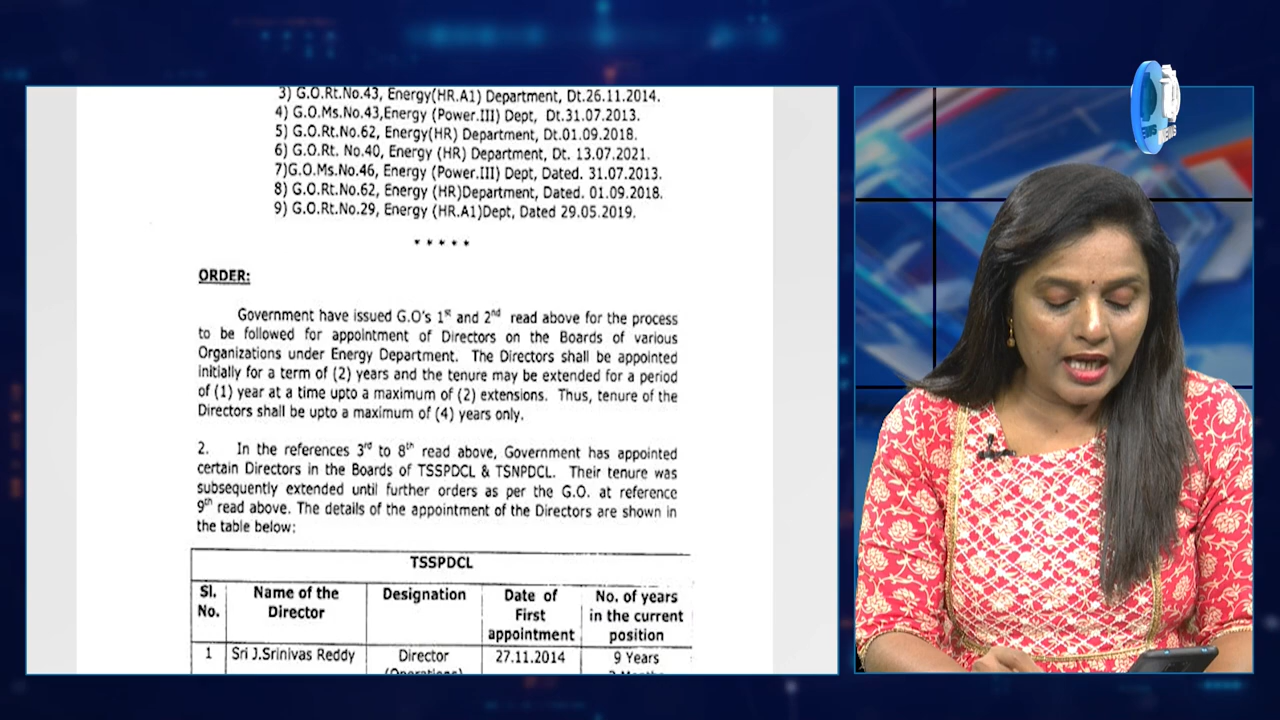 3) G.O.Rt.No.43, Energy(HR.A1) Department, Dt.26.11.2014.
4) G.O.Ms.No.43,Energy (Power.III) Dept, Dt.31.07.2013.
5) G.O.Rt.No.62, Energy(HR) Department, Dt.01.09.2018.
6) G.O.Rt. No.40, Energy (HR) Department, Dt. 13.07.2021.
7)G.O.Ms.No.46, Energy (Power.III) Dept, Dated. 31.07.2013.
8) G.O.Rt.No.62, Energy (HR)Department, Dated. 01.09.2018.
9) G.O.Rt.No.29, Energy (HR.A1)Dept, Dated 29.05.2019.
* * * * *
ORDER:
Government have issued G.O's 1st and 2nd read above for the process
to be followed for appointment of Directors on the Boards of various
Organizations under Energy Department. The Directors shall be appointed
initially for a term of (2) years and the tenure may be extended for a period
of (1) year at a time upto a maximum of (2) extensions. Thus, tenure of the
Directors shall be upto a maximum of (4) years only.
2. In the references 3rd to 8th read above, Government has appointed
certain Directors in the Boards of TSSPDCL & TSNPDCL. Their tenure was
subsequently extended until further orders as per the G.O. at reference
9th read above. The details of the appointment of the Directors are shown in
the table below:
TSSPDCL
Sl. No. Name of the Director Designation Date of First appointment No. of years in the current position
1 Sri J.Srinivas Reddy Director (Operations) 27.11.2014 9 Years
NEWS